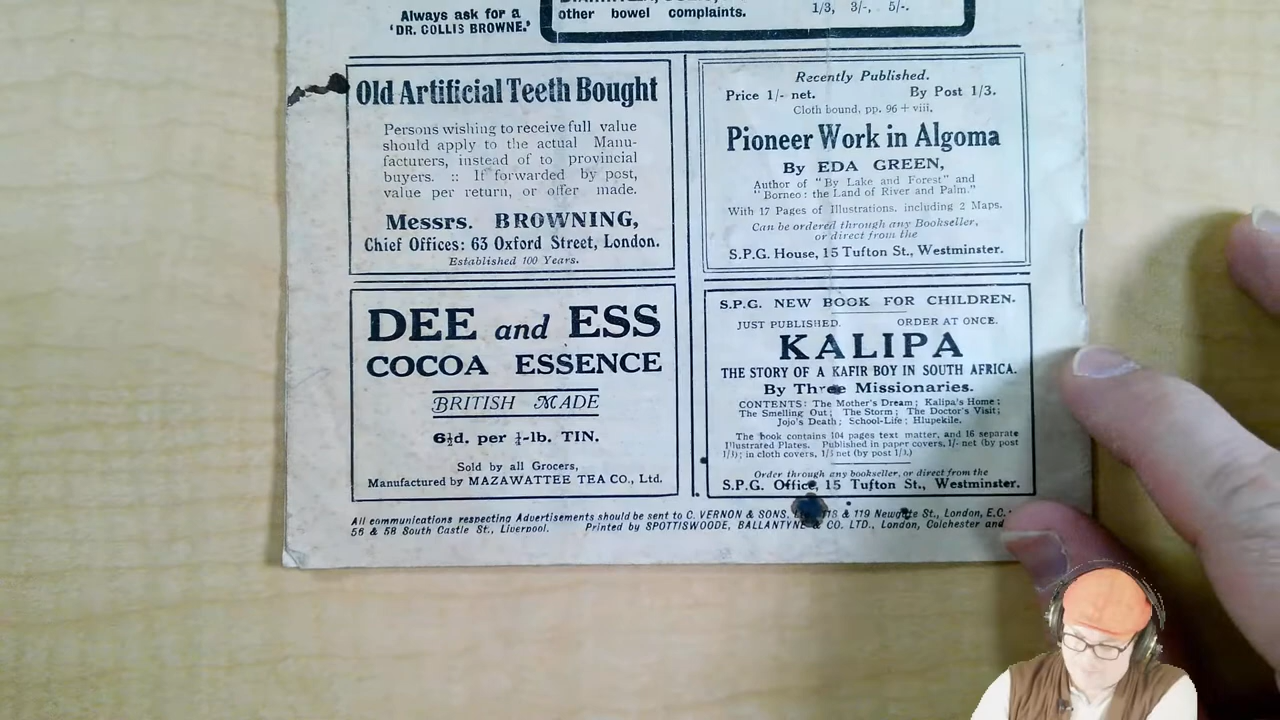 Always ask for a
'DR. COLLIS BROWNE.'
other bowel complaints.
1/3, 3/-, 5/-.
Old Artificial Teeth Bought
Persons wishing to receive full value
should apply to the actual Manu-
facturers, instead of to provincial
buyers. :: If forwarded by post,
value per return, or offer made.
Messrs. BROWNING,
Chief Offices: 63 Oxford Street, London.
Established 100 Years.
Recently Published.
Price 1/- net. By Post 1/3.
Cloth bound, pp. 96 + viii.
Pioneer Work in Algoma
By EDA GREEN,
Author of "By Lake and Forest" and
"Borneo: the Land of River and Palm."
With 17 Pages of Illustrations, including 2 Maps.
Can be ordered through any Bookseller,
or direct from the
S.P.G. House, 15 Tufton St., Westminster.
DEE and ESS
COCOA ESSENCE
BRITISH MADE
6½d. per ¼-lb. TIN.
Sold by all Grocers,
Manufactured by MAZAWATTEE TEA CO., Ltd.
S.P.G. NEW BOOK FOR CHILDREN.
JUST PUBLISHED. ORDER AT ONCE.
KALIPA
THE STORY OF A KAFIR BOY IN SOUTH AFRICA.
By Three Missionaries.
CONTENTS: The Mother's Dream; Kalipa's Home;
The Smelling Out; The Storm; The Doctor's Visit;
Jojo's Death; School-Life; Hlupekile.
The book contains 104 pages text matter, and 16 separate
Illustrated Plates. Published in paper covers, 1/- net (by post
1/3); in cloth covers, 1/3 net (by post 1/ .)
Order through any bookseller, or direct from the
S.P.G. Office, 15 Tufton St., Westminster.
All communications respecting Advertisements should be sent to C. VERNON & SONS, & 119 Newgate St., London, E.C.
56 & 58 South Castle St., Liverpool. Printed by SPOTTISWOODE, BALLANTYNE & CO. LTD., London, Colchester and